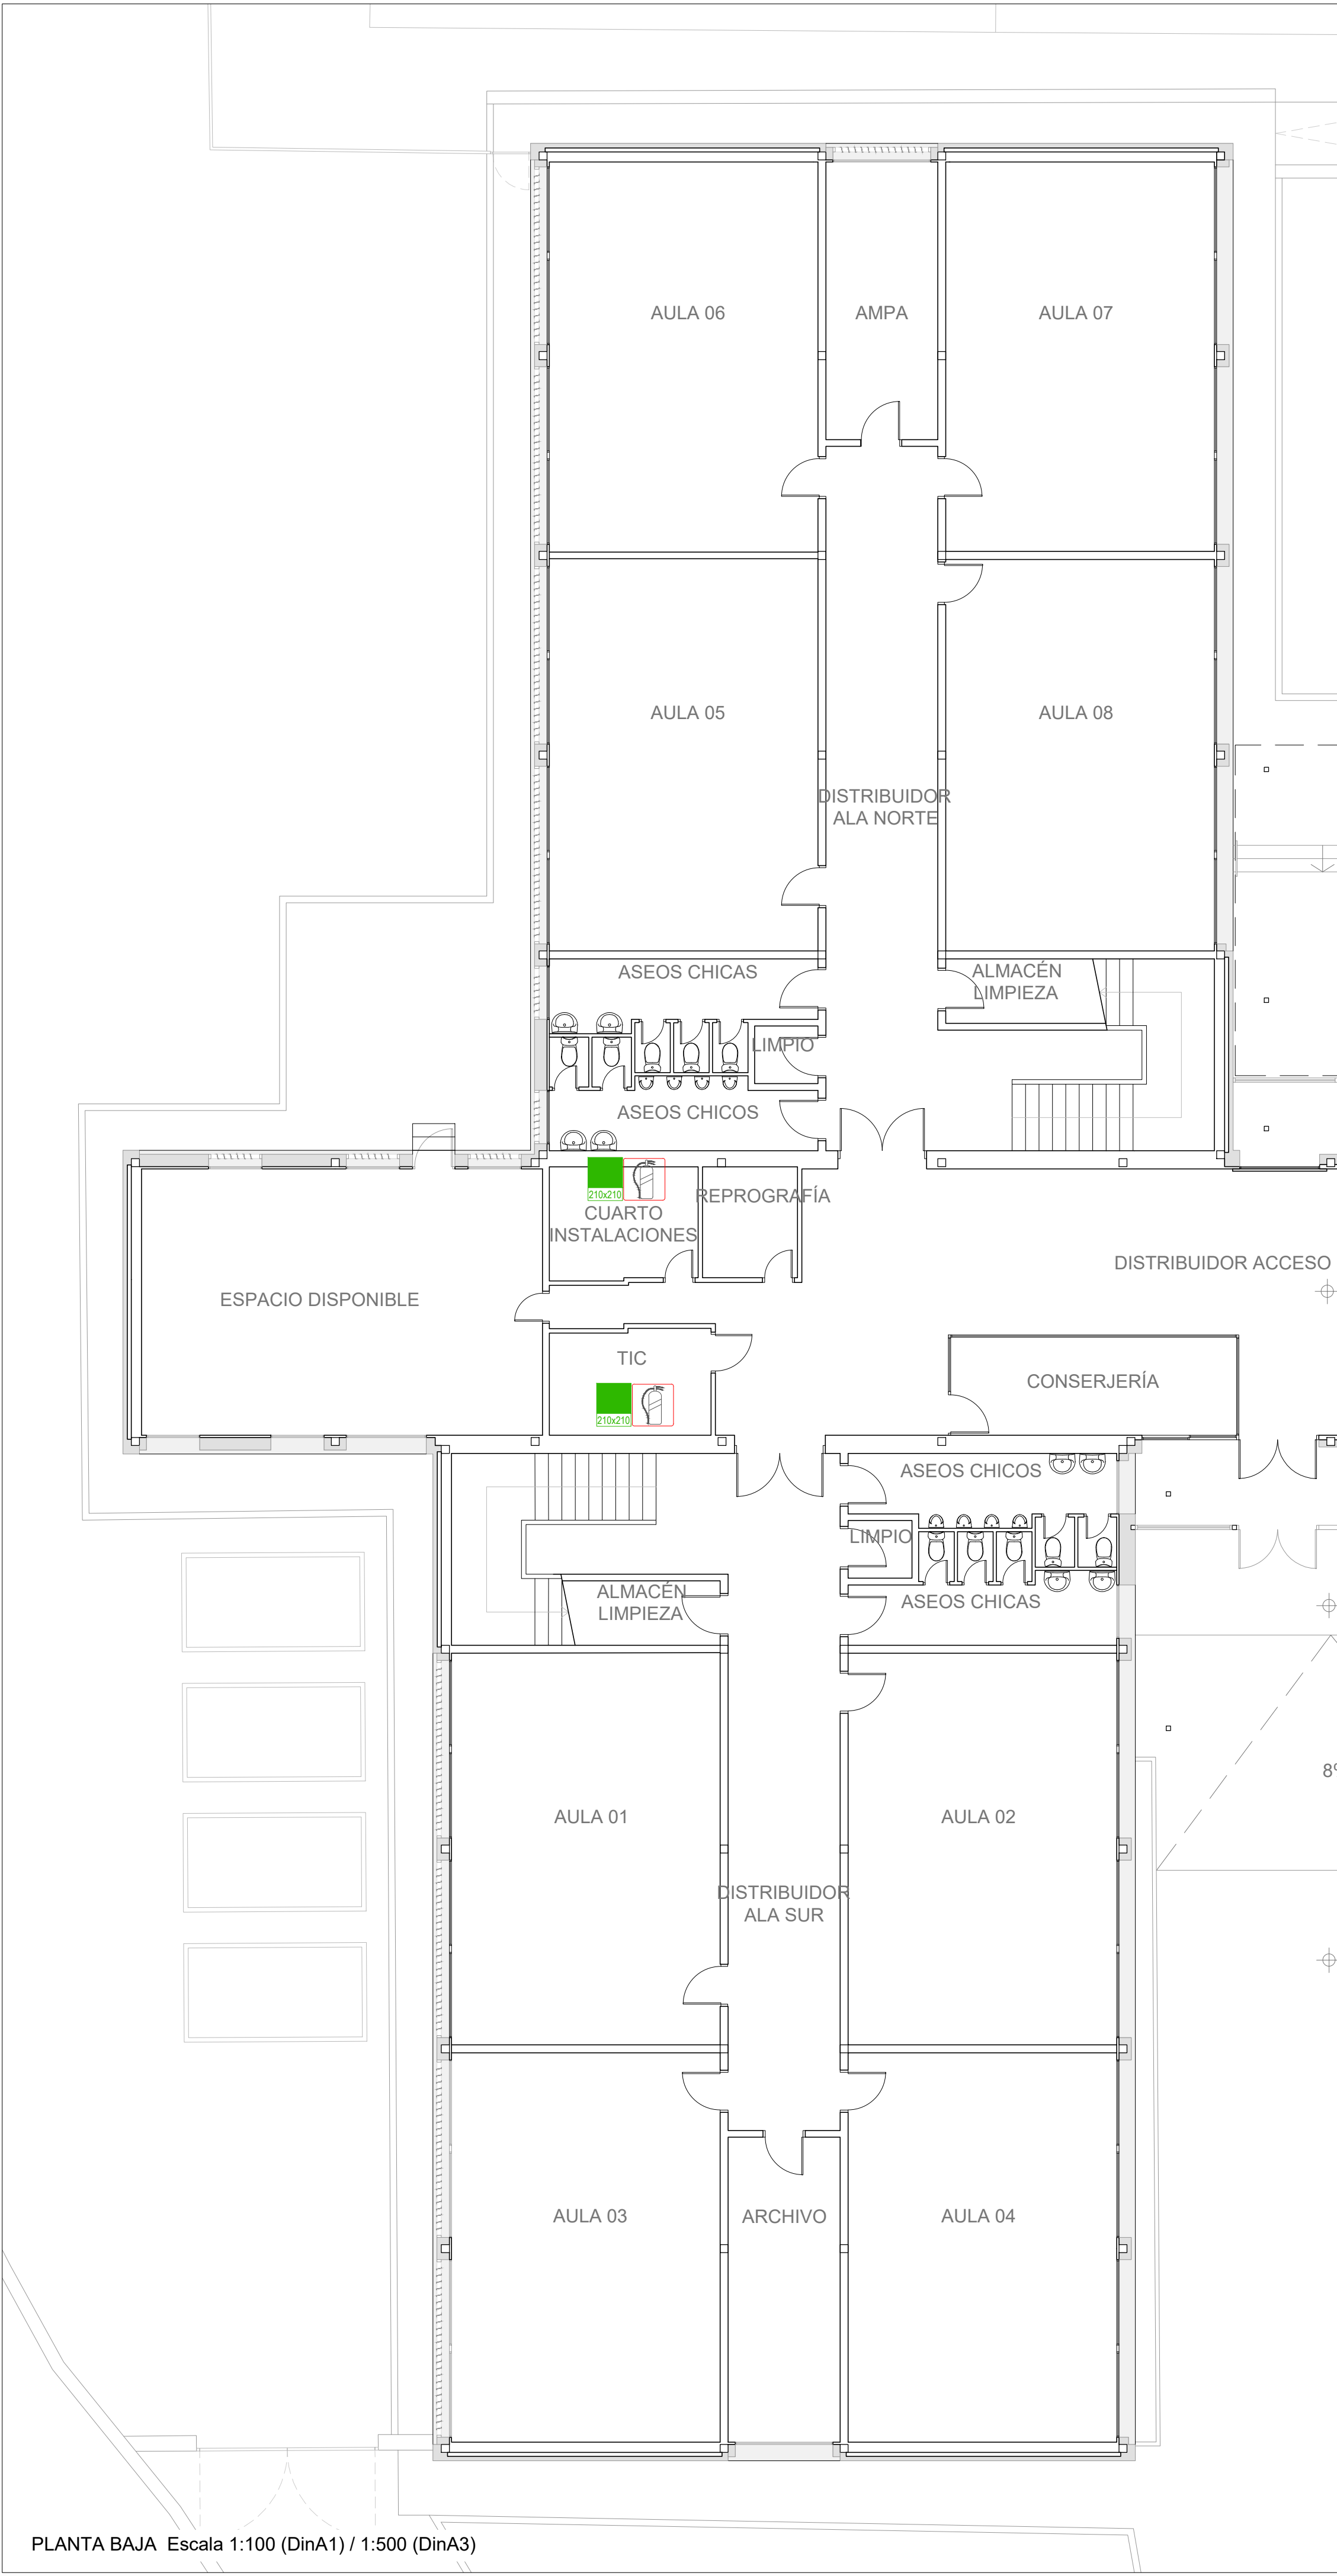 AULA 06
AMPA
AULA 07
AULA 05
AULA 08
DISTRIBUIDOR
ALA NORTE
ASEOS CHICAS
ALMACÉN
LIMPIEZA
LIMPIO
ASEOS CHICOS
210x210
REPROGRAFÍA
CUARTO
INSTALACIONES
DISTRIBUIDOR ACCESO
ESPACIO DISPONIBLE
TIC
CONSERJERÍA
210x210
ASEOS CHICOS
LIMPIO
ALMACÉN
LIMPIEZA
ASEOS CHICAS
8º
AULA 01
AULA 02
DISTRIBUIDOR
ALA SUR
AULA 03
ARCHIVO
AULA 04
PLANTA BAJA Escala 1:100 (DinA1) / 1:500 (DinA3)